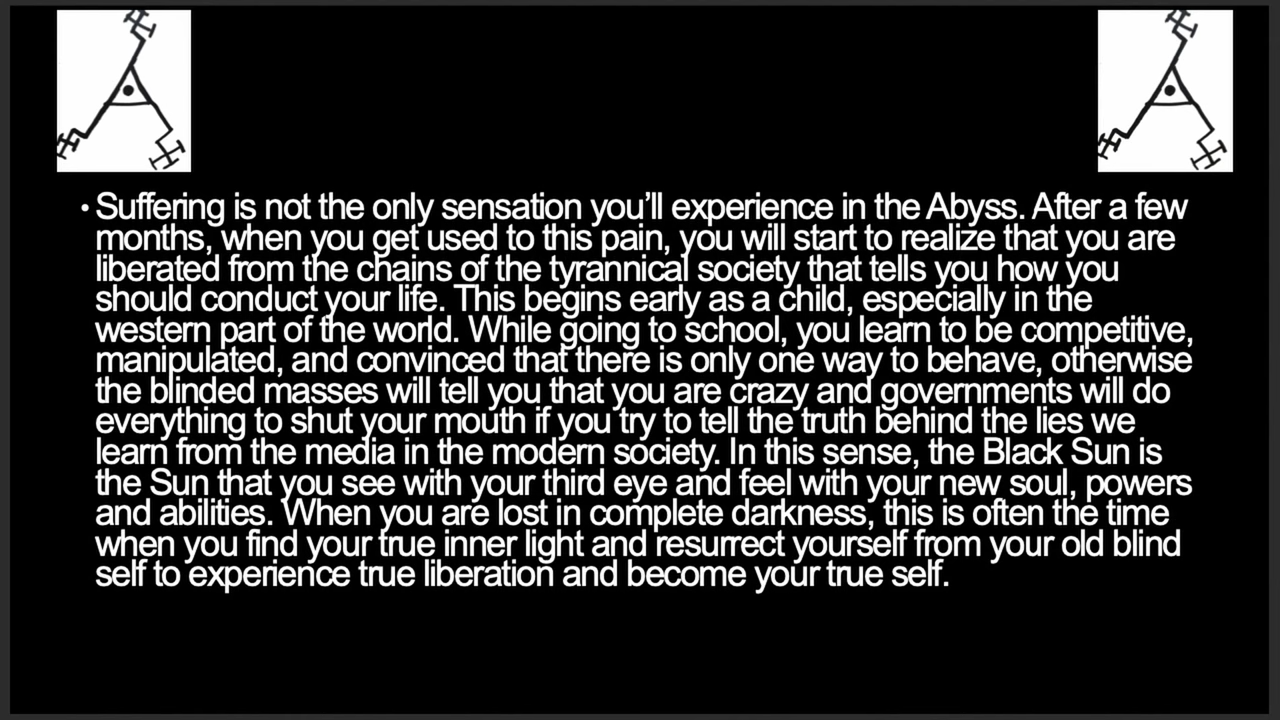 • Suffering is not the only sensation you’ll experience in the Abyss. After a few
months, when you get used to this pain, you will start to realize that you are
liberated from the chains of the tyrannical society that tells you how you
should conduct your life. This begins early as a child, especially in the
western part of the world. While going to school, you learn to be competitive,
manipulated, and convinced that there is only one way to behave, otherwise
the blinded masses will tell you that you are crazy and governments will do
everything to shut your mouth if you try to tell the truth behind the lies we
learn from the media in the modern society. In this sense, the Black Sun is
the Sun that you see with your third eye and feel with your new soul, powers
and abilities. When you are lost in complete darkness, this is often the time
when you find your true inner light and resurrect yourself from your old blind
self to experience true liberation and become your true self.